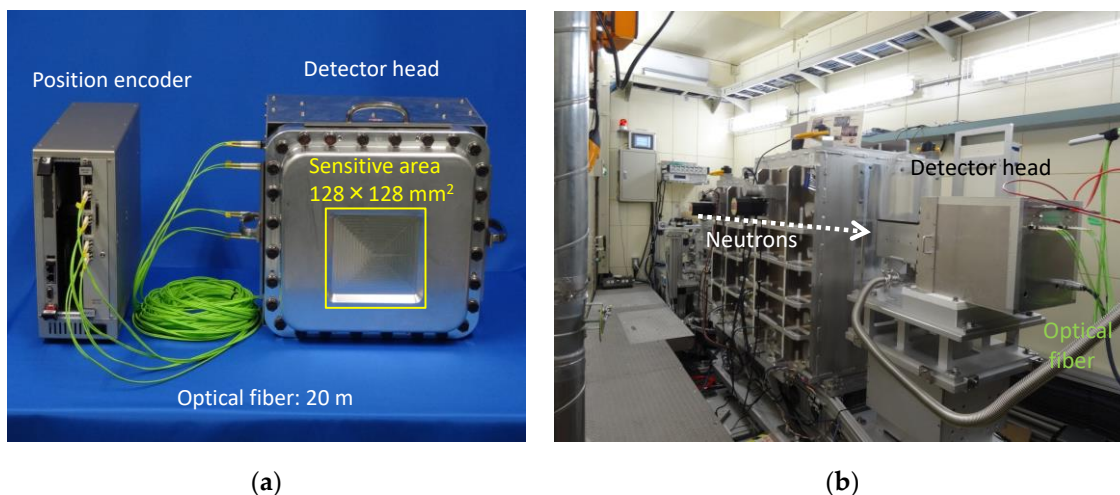 Position encoder
Detector head
Sensitive area
128 × 128 mm²
Optical fiber: 20 m
Detector head
Neutrons
Optical
fiber
(a)
(b)